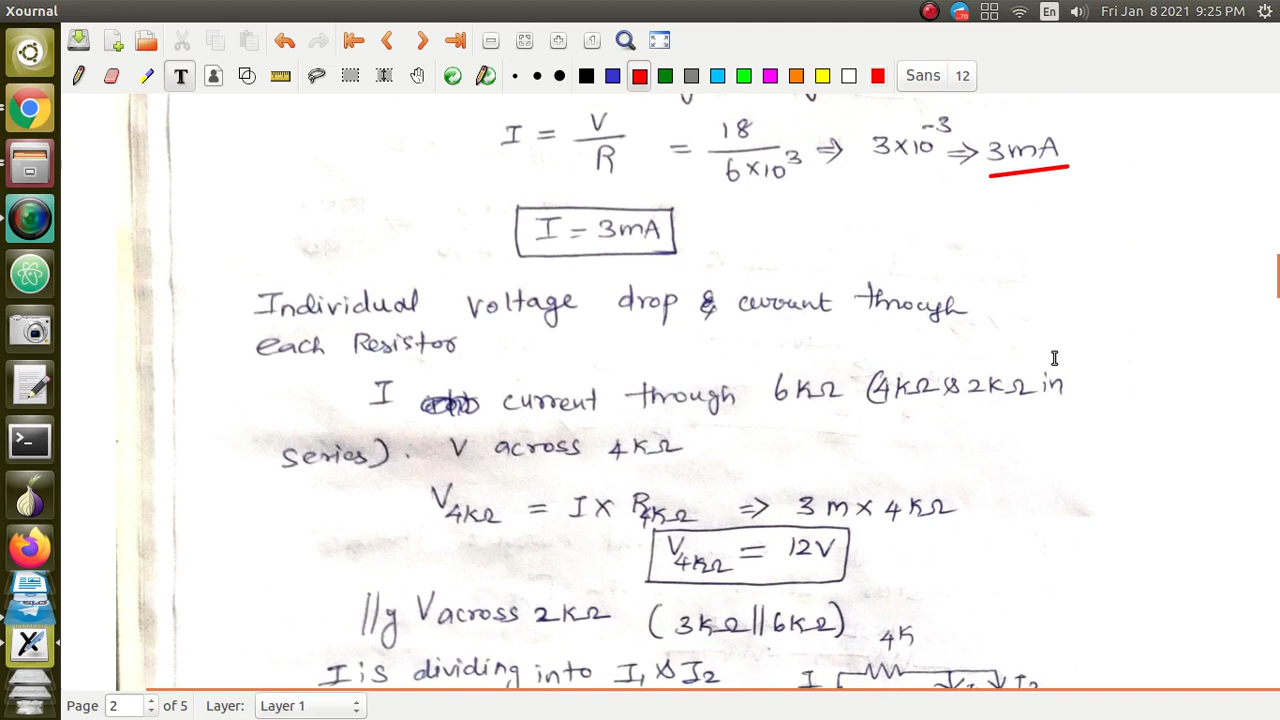 Xournal
En
Fri Jan 8 2021 9:25 PM
T
Sans 12
I = V/R = 18/6×10³ ⇒ 3×10⁻³ ⇒ 3mA
I = 3mA
Individual voltage drop & current through
each Resistor
I current through 6KΩ (4KΩ & 2KΩ in
series). V across 4KΩ
V4KΩ = I × R4KΩ ⇒ 3m × 4KΩ
V4KΩ = 12V
//ly V across 2KΩ (3KΩ||6KΩ)
4K
I is dividing into I₁ & I₂
I
I₂
Page 2 of 5 Layer: Layer 1